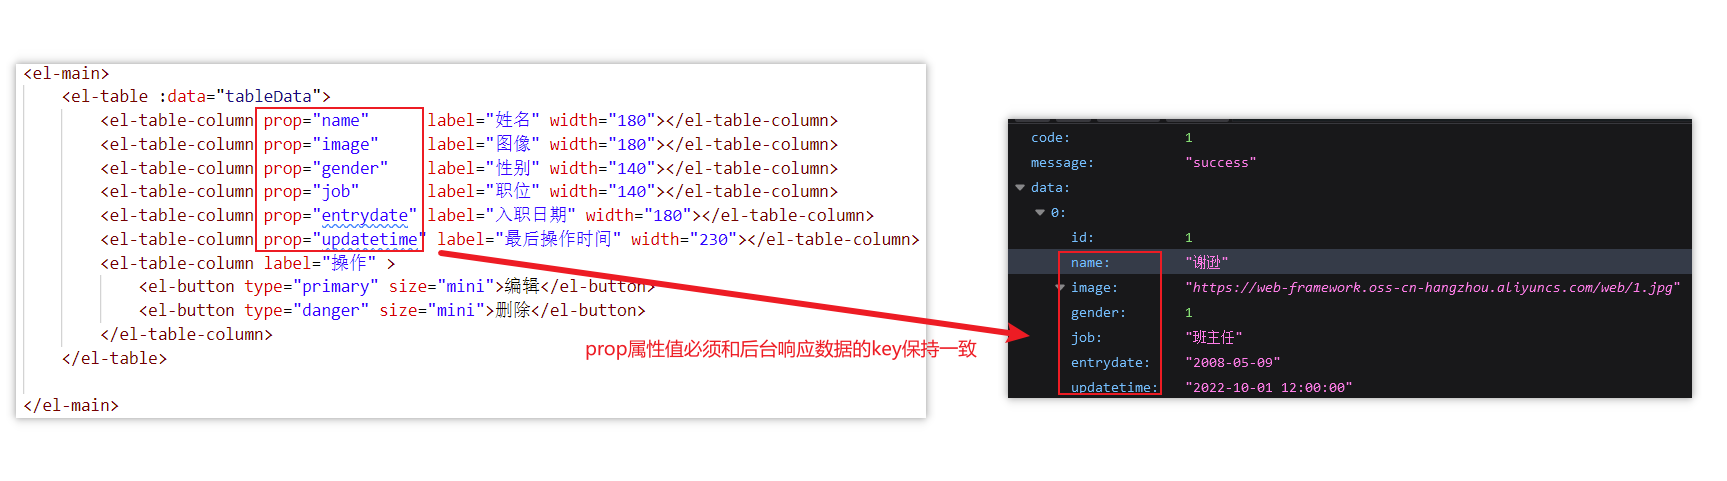 <el-main>
<el-table :data="tableData">
<el-table-column prop="name" label="姓名" width="180"></el-table-column>
<el-table-column prop="image" label="图像" width="180"></el-table-column>
<el-table-column prop="gender" label="性别" width="140"></el-table-column>
<el-table-column prop="job" label="职位" width="140"></el-table-column>
<el-table-column prop="entrydate" label="入职日期" width="180"></el-table-column>
<el-table-column prop="updatetime" label="最后操作时间" width="230"></el-table-column>
<el-table-column label="操作" >
<el-button type="primary" size="mini">编辑</el-button>
<el-button type="danger" size="mini">删除</el-button>
</el-table-column>
</el-table>
</el-main>
prop属性值必须和后台响应数据的key保持一致
code: 1
message: "success"
data:
0:
id: 1
name: "谢逊"
image: "https://web-framework.oss-cn-hangzhou.aliyuncs.com/web/1.jpg"
gender: 1
job: "班主任"
entrydate: "2008-05-09"
updatetime: "2022-10-01 12:00:00"